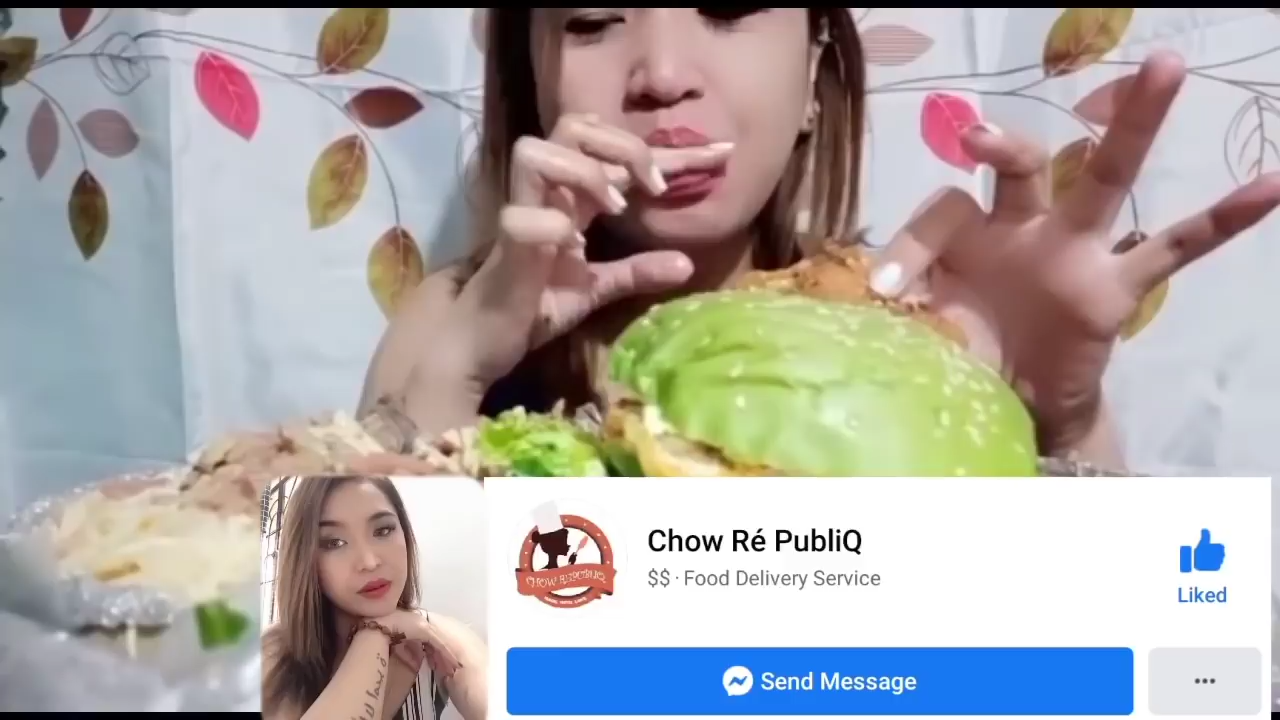 Chow Ré PubliQ
$$ · Food Delivery Service
Liked
Send Message